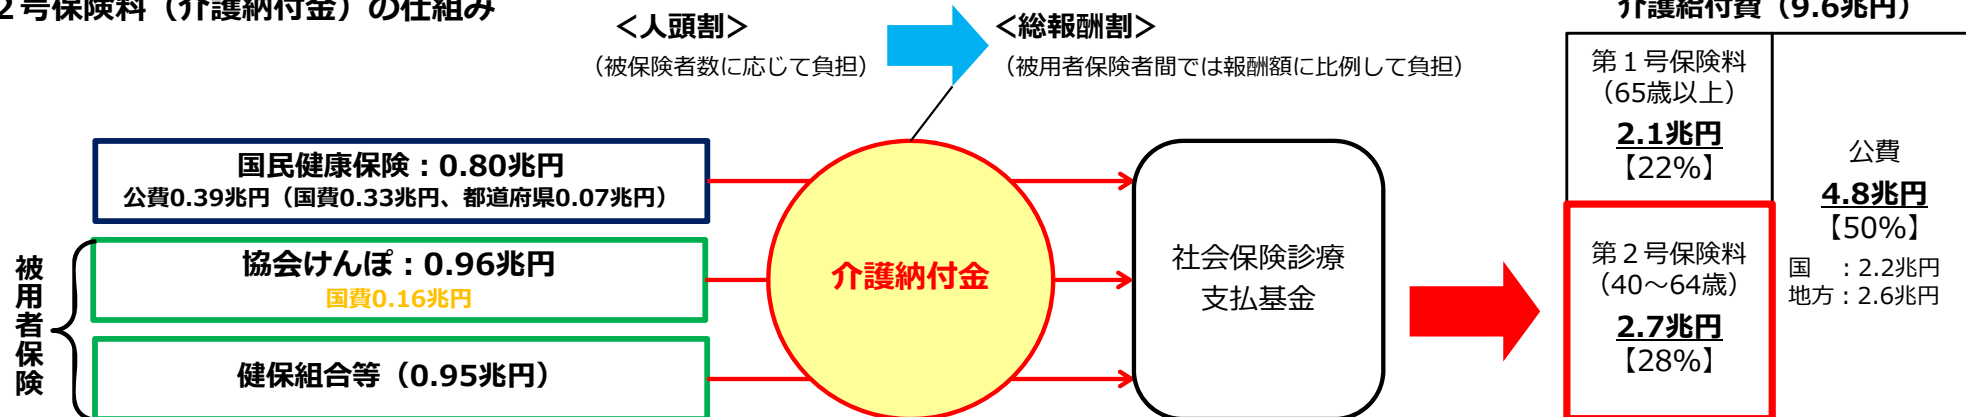 ２号保険料（介護納付金）の仕組み
＜人頭割＞
（被保険者数に応じて負担）
＜総報酬割＞
（被用者保険者間では報酬額に比例して負担）
国民健康保険：0.80兆円
公費0.39兆円（国費0.33兆円、都道府県0.07兆円）
被用者保険
協会けんぽ：0.96兆円
国費0.16兆円
健保組合等（0.95兆円）
介護納付金
社会保険診療
支払基金
介護給付費（9.6兆円）
第１号保険料
（65歳以上）
2.1兆円
【22%】
第２号保険料
（40～64歳）
2.7兆円
【28%】
公費
4.8兆円
【50%】
国　：2.2兆円
地方：2.6兆円